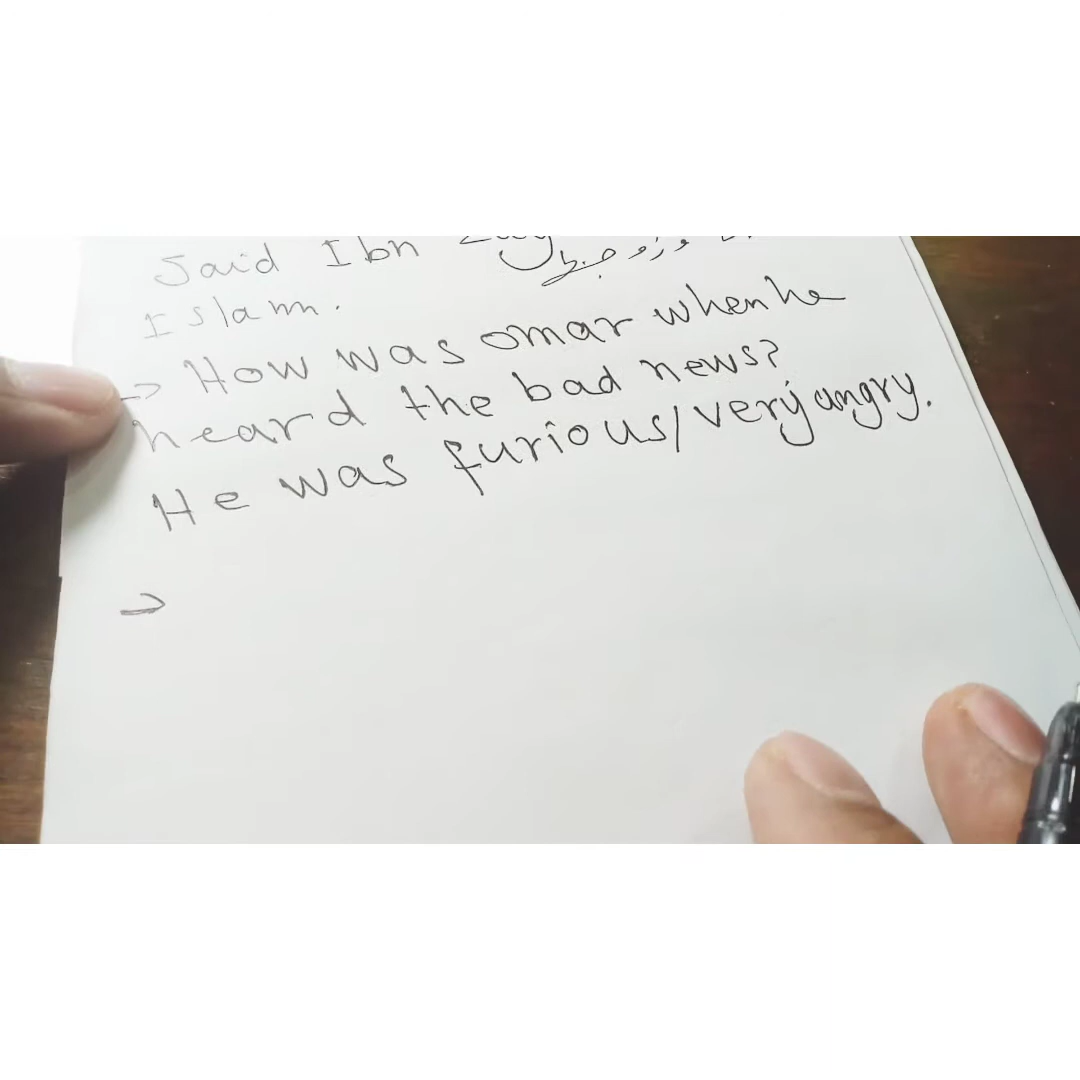 Said Ibn
Islam.
-> How was omar when he
heard the bad news?
He was furious/very angry.
->